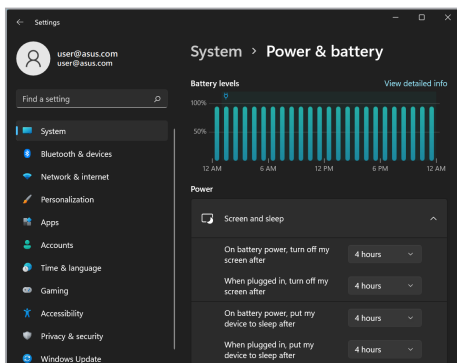 Settings
user@asus.com
user@asus.com
Find a setting
System
Bluetooth & devices
Network & internet
Personalization
Apps
Accounts
Time & language
Gaming
Accessibility
Privacy & security
Windows Update
System > Power & battery
Battery levels
View detailed info
100%
50%
12 AM 6 AM 12 PM 6 PM 12 AM
Power
Screen and sleep
On battery power, turn off my
screen after
4 hours
When plugged in, turn off my
screen after
4 hours
On battery power, put my
device to sleep after
4 hours
When plugged in, put my
device to sleep after
4 hours